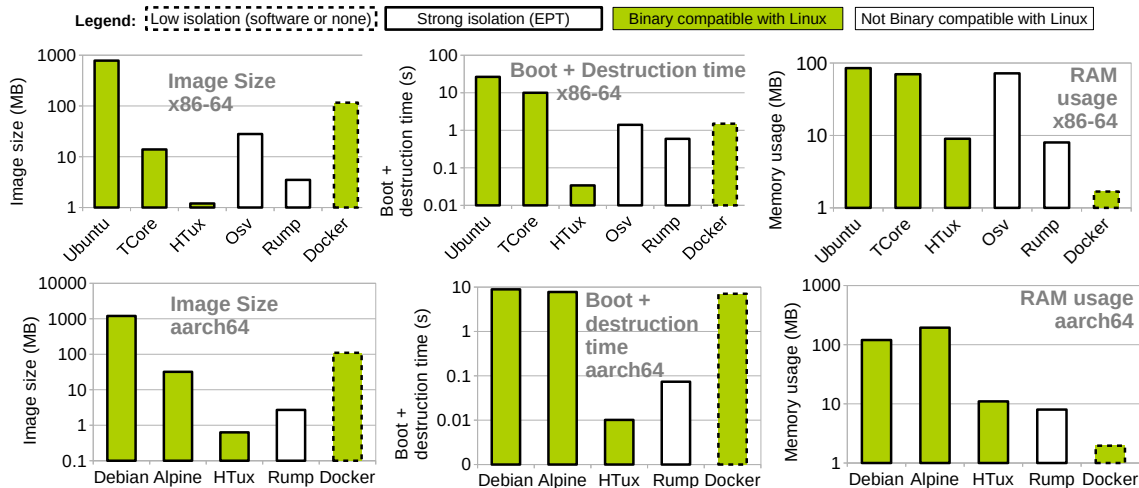 Legend: Low isolation (software or none) Strong isolation (EPT) Binary compatible with Linux Not Binary compatible with Linux
Image size (MB)
1000
100
10
1
Image Size
x86-64
Ubuntu TCore HTux Osv Rump Docker
Boot +
destruction time (s)
100
10
1
0.1
0.01
Boot + Destruction time
x86-64
Ubuntu TCore HTux Osv Rump Docker
Memory usage (MB)
100
10
1
RAM
usage
x86-64
Ubuntu TCore HTux Osv Rump Docker
Image size (MB)
10000
1000
100
10
1
0.1
Image Size
aarch64
Debian Alpine HTux Rump Docker
Boot +
destruction time (s)
10
1
0.1
0.01
0
Boot +
destruction
time
aarch64
Debian Alpine HTux Rump Docker
Memory usage (MB)
1000
100
10
1
RAM usage
aarch64
Debian Alpine HTux Rump Docker